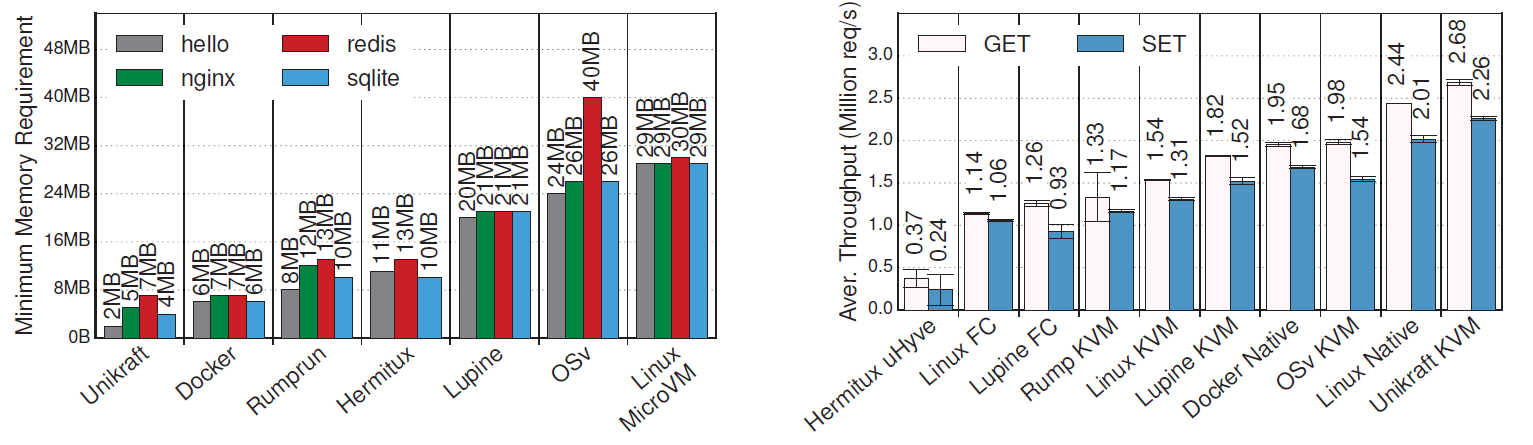 Minimum Memory Requirement
48MB
40MB
32MB
24MB
16MB
8MB
0B
hello
redis
nginx
sqlite
2MB
5MB
7MB
4MB
6MB
7MB
7MB
6MB
8MB
12MB
13MB
10MB
11MB
13MB
10MB
20MB
21MB
21MB
21MB
24MB
26MB
40MB
26MB
29MB
29MB
30MB
29MB
Unikraft
Docker
Rumprun
Hermitux
Lupine
OSv
Linux
MicroVM
Aver. Throughput (Million req/s)
3.0
2.5
2.0
1.5
1.0
0.5
0.0
GET
SET
0.37
0.24
1.14
1.06
1.26
0.93
1.33
1.17
1.54
1.31
1.82
1.52
1.95
1.68
1.98
1.54
2.44
2.01
2.68
2.26
Hermitux uHyve
Linux FC
Lupine FC
Rump KVM
Linux KVM
Lupine KVM
Docker Native
OSv KVM
Linux Native
Unikraft KVM